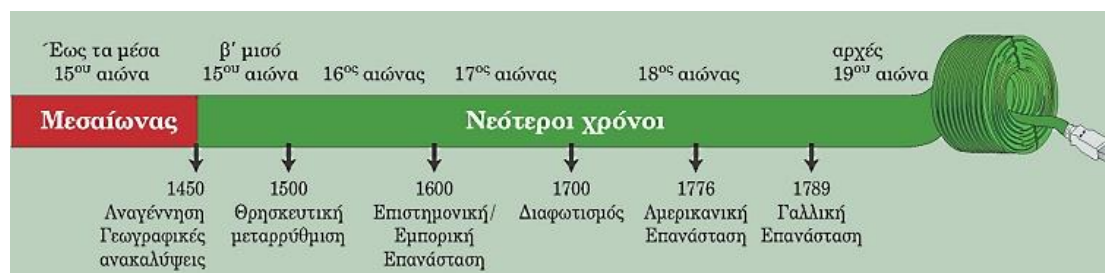 Έως τα μέσα
15ου αιώνα
β΄ μισό
15ου αιώνα
16ος αιώνας
17ος αιώνας
18ος αιώνας
αρχές
19ου αιώνα
Μεσαίωνας
Νεότεροι χρόνοι
1450
Αναγέννηση
Γεωγραφικές
ανακαλύψεις
1500
Θρησκευτική
μεταρρύθμιση
1600
Επιστημονική/
Εμπορική
Επανάσταση
1700
Διαφωτισμός
1776
Αμερικανική
Επανάσταση
1789
Γαλλική
Επανάσταση